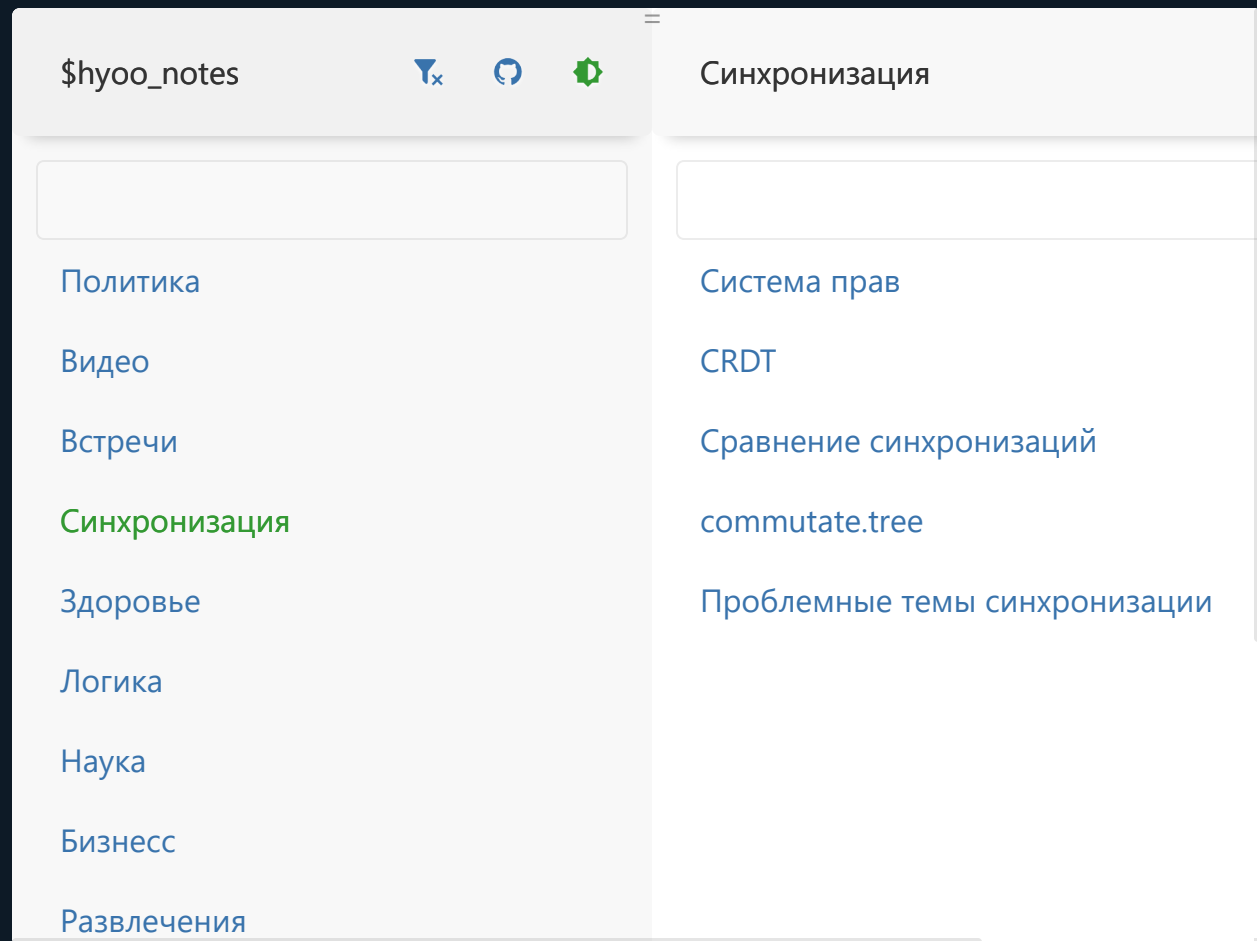 $hyoo_notes
Политика
Видео
Встречи
Синхронизация
Здоровье
Логика
Наука
Бизнесс
Развлечения
Синхронизация
Система прав
CRDT
Сравнение синхронизаций
commutate.tree
Проблемные темы синхронизации